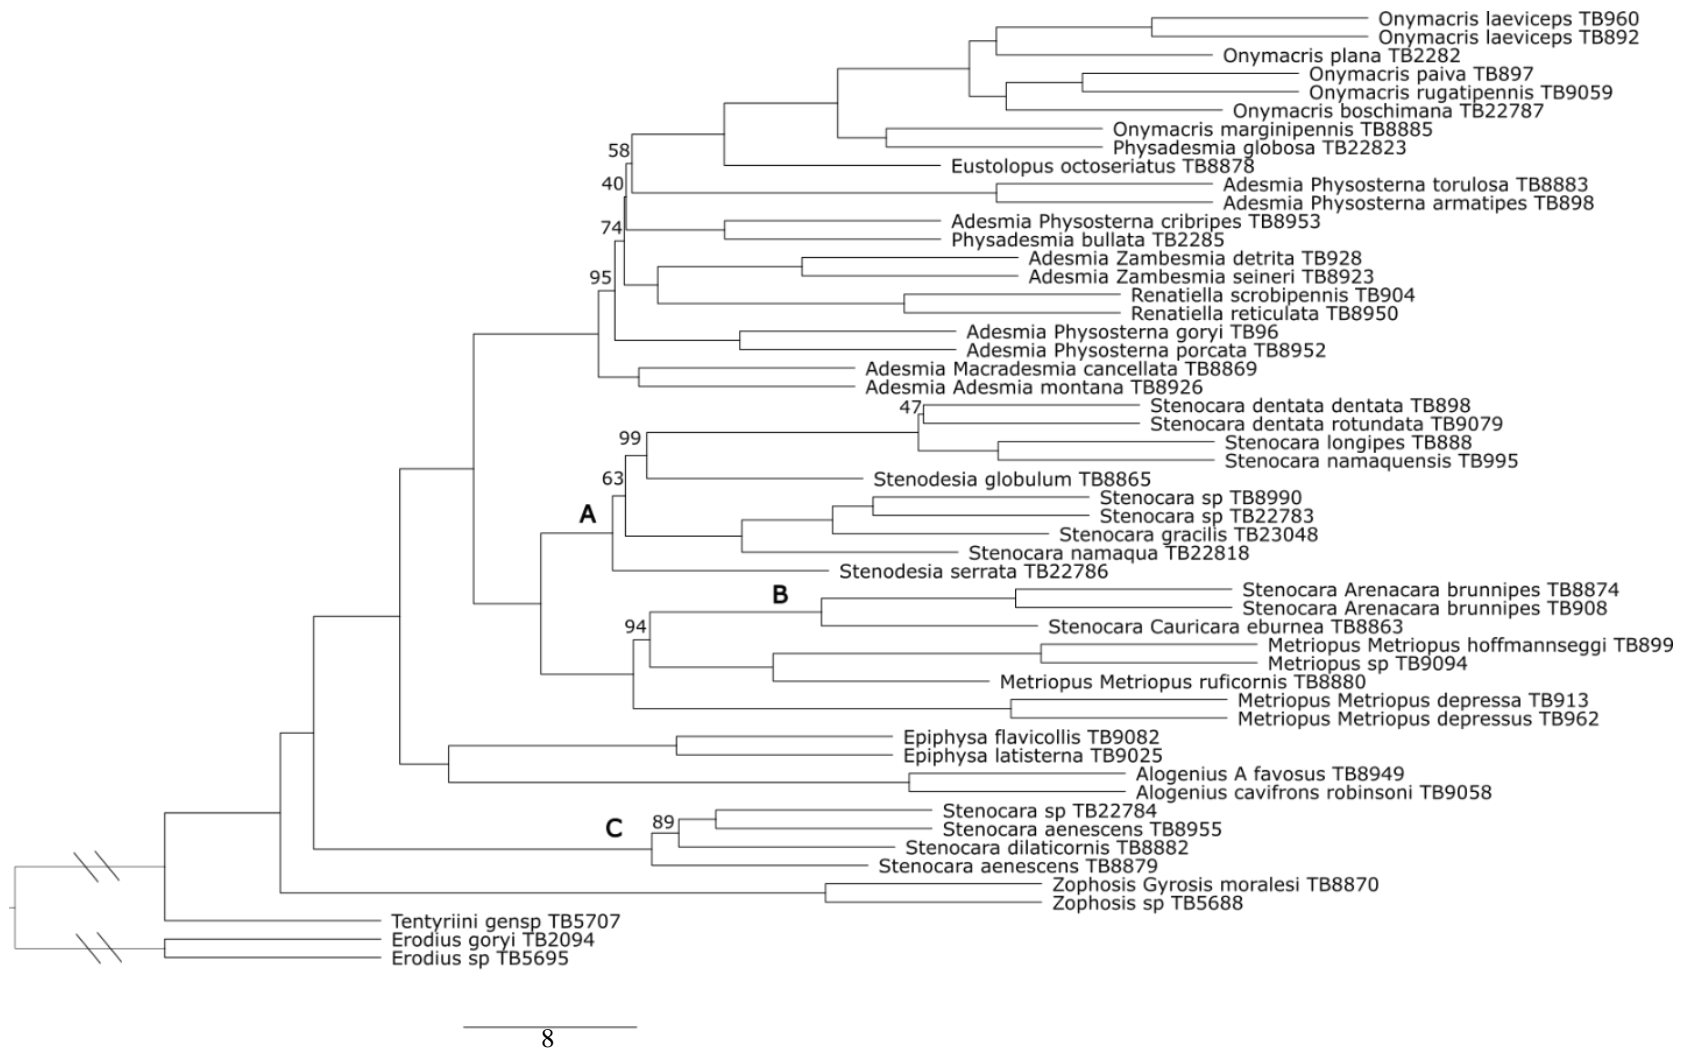 Onymacris laeviceps TB960
Onymacris laeviceps TB892
Onymacris plana TB2282
Onymacris paiva TB897
Onymacris rugatipennis TB9059
Onymacris boschimana TB22787
Onymacris marginipennis TB8885
58
Physadesmia globosa TB22823
Eustolopus octoseriatus TB8878
40
Adesmia Physosterna torulosa TB8883
Adesmia Physosterna armatipes TB898
Adesmia Physosterna cribripes TB8953
74
Physadesmia bullata TB2285
Adesmia Zambesmia detrita TB928
95
Adesmia Zambesmia seineri TB8923
Renatiella scrobipennis TB904
Renatiella reticulata TB8950
Adesmia Physosterna goryi TB96
Adesmia Physosterna porcata TB8952
Adesmia Macradesmia cancellata TB8869
Adesmia Adesmia montana TB8926
47
Stenocara dentata dentata TB898
Stenocara dentata rotundata TB9079
99
Stenocara longipes TB888
Stenocara namaquensis TB995
63
Stenodesia globulum TB8865
Stenocara sp TB8990
A
Stenocara sp TB22783
Stenocara gracilis TB23048
Stenocara namaqua TB22818
Stenodesia serrata TB22786
B
Stenocara Arenacara brunnipes TB8874
Stenocara Arenacara brunnipes TB908
94
Stenocara Cauricara eburnea TB8863
Metriopus Metriopus hoffmannseggi TB899
Metriopus sp TB9094
Metriopus Metriopus ruficornis TB8880
Metriopus Metriopus depressa TB913
Metriopus Metriopus depressus TB962
Epiphysa flavicollis TB9082
Epiphysa latisterna TB9025
Alogenius A favosus TB8949
Alogenius cavifrons robinsoni TB9058
Stenocara sp TB22784
C
89
Stenocara aenescens TB8955
Stenocara dilaticornis TB8882
Stenocara aenescens TB8879
Zophosis Gyrosis moralesi TB8870
Zophosis sp TB5688
Tentyriini gensp TB5707
Erodius goryi TB2094
Erodius sp TB5695
8